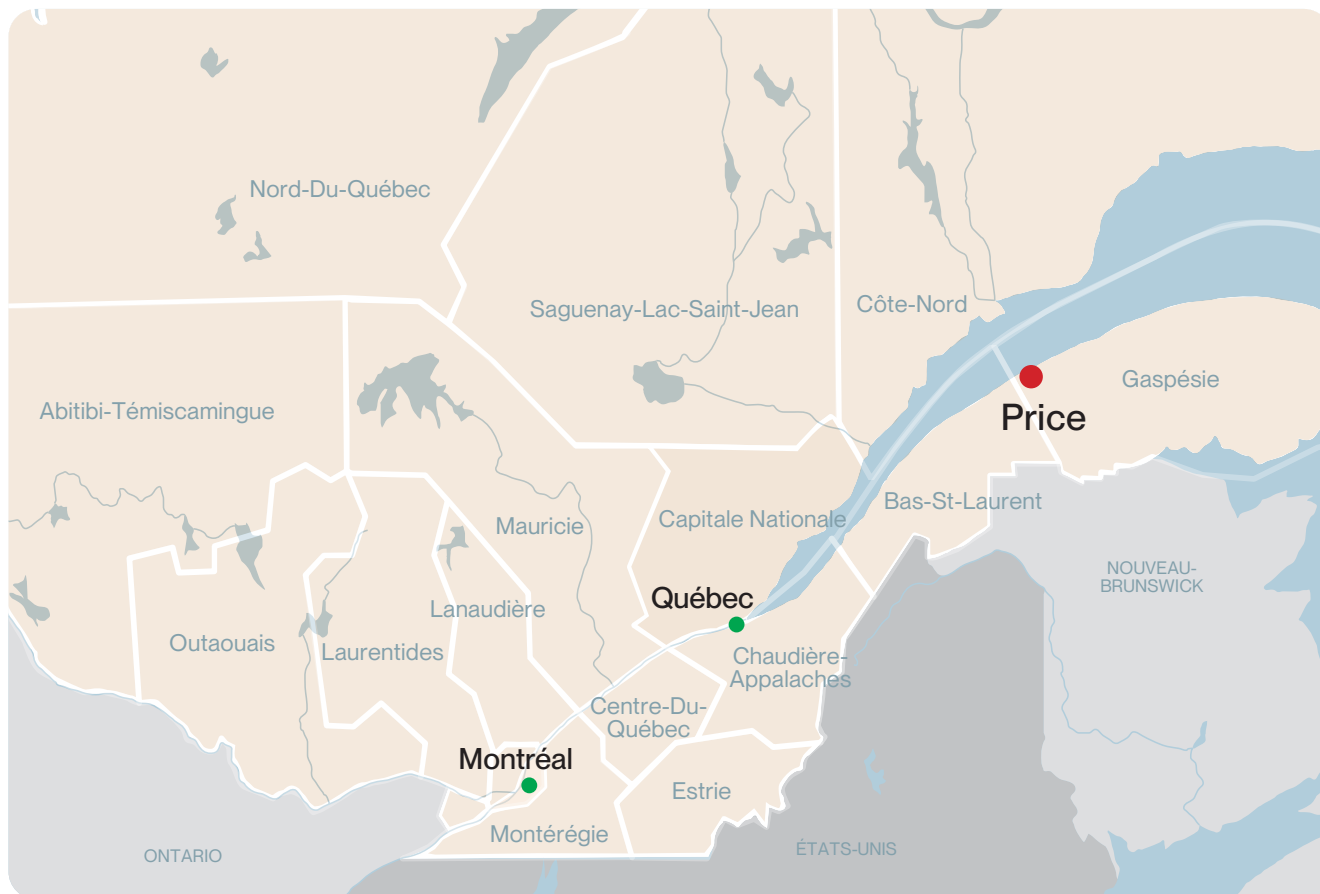 Nord-Du-Québec
Saguenay-Lac-Saint-Jean
Côte-Nord
Gaspésie
Price
Abitibi-Témiscamingue
Bas-St-Laurent
Capitale Nationale
Mauricie
NOUVEAU-
BRUNSWICK
Québec
Lanaudière
Outaouais
Laurentides
Chaudière-
Appalaches
Centre-Du-
Québec
Montréal
Estrie
Montérégie
ONTARIO
ÉTATS-UNIS